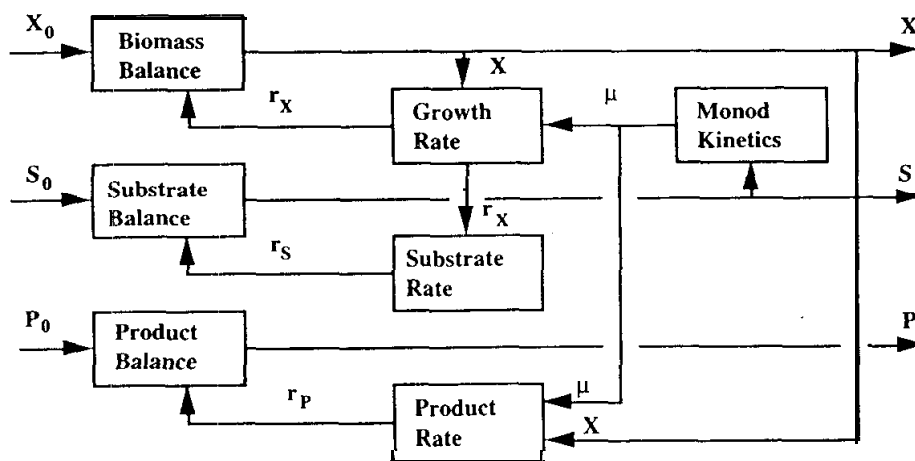 X₀
Biomass
Balance
X
X
r_X
Growth
Rate
μ
Monod
Kinetics
S₀
Substrate
Balance
S
r_X
r_S
Substrate
Rate
P₀
Product
Balance
P
r_P
μ
Product
Rate
X